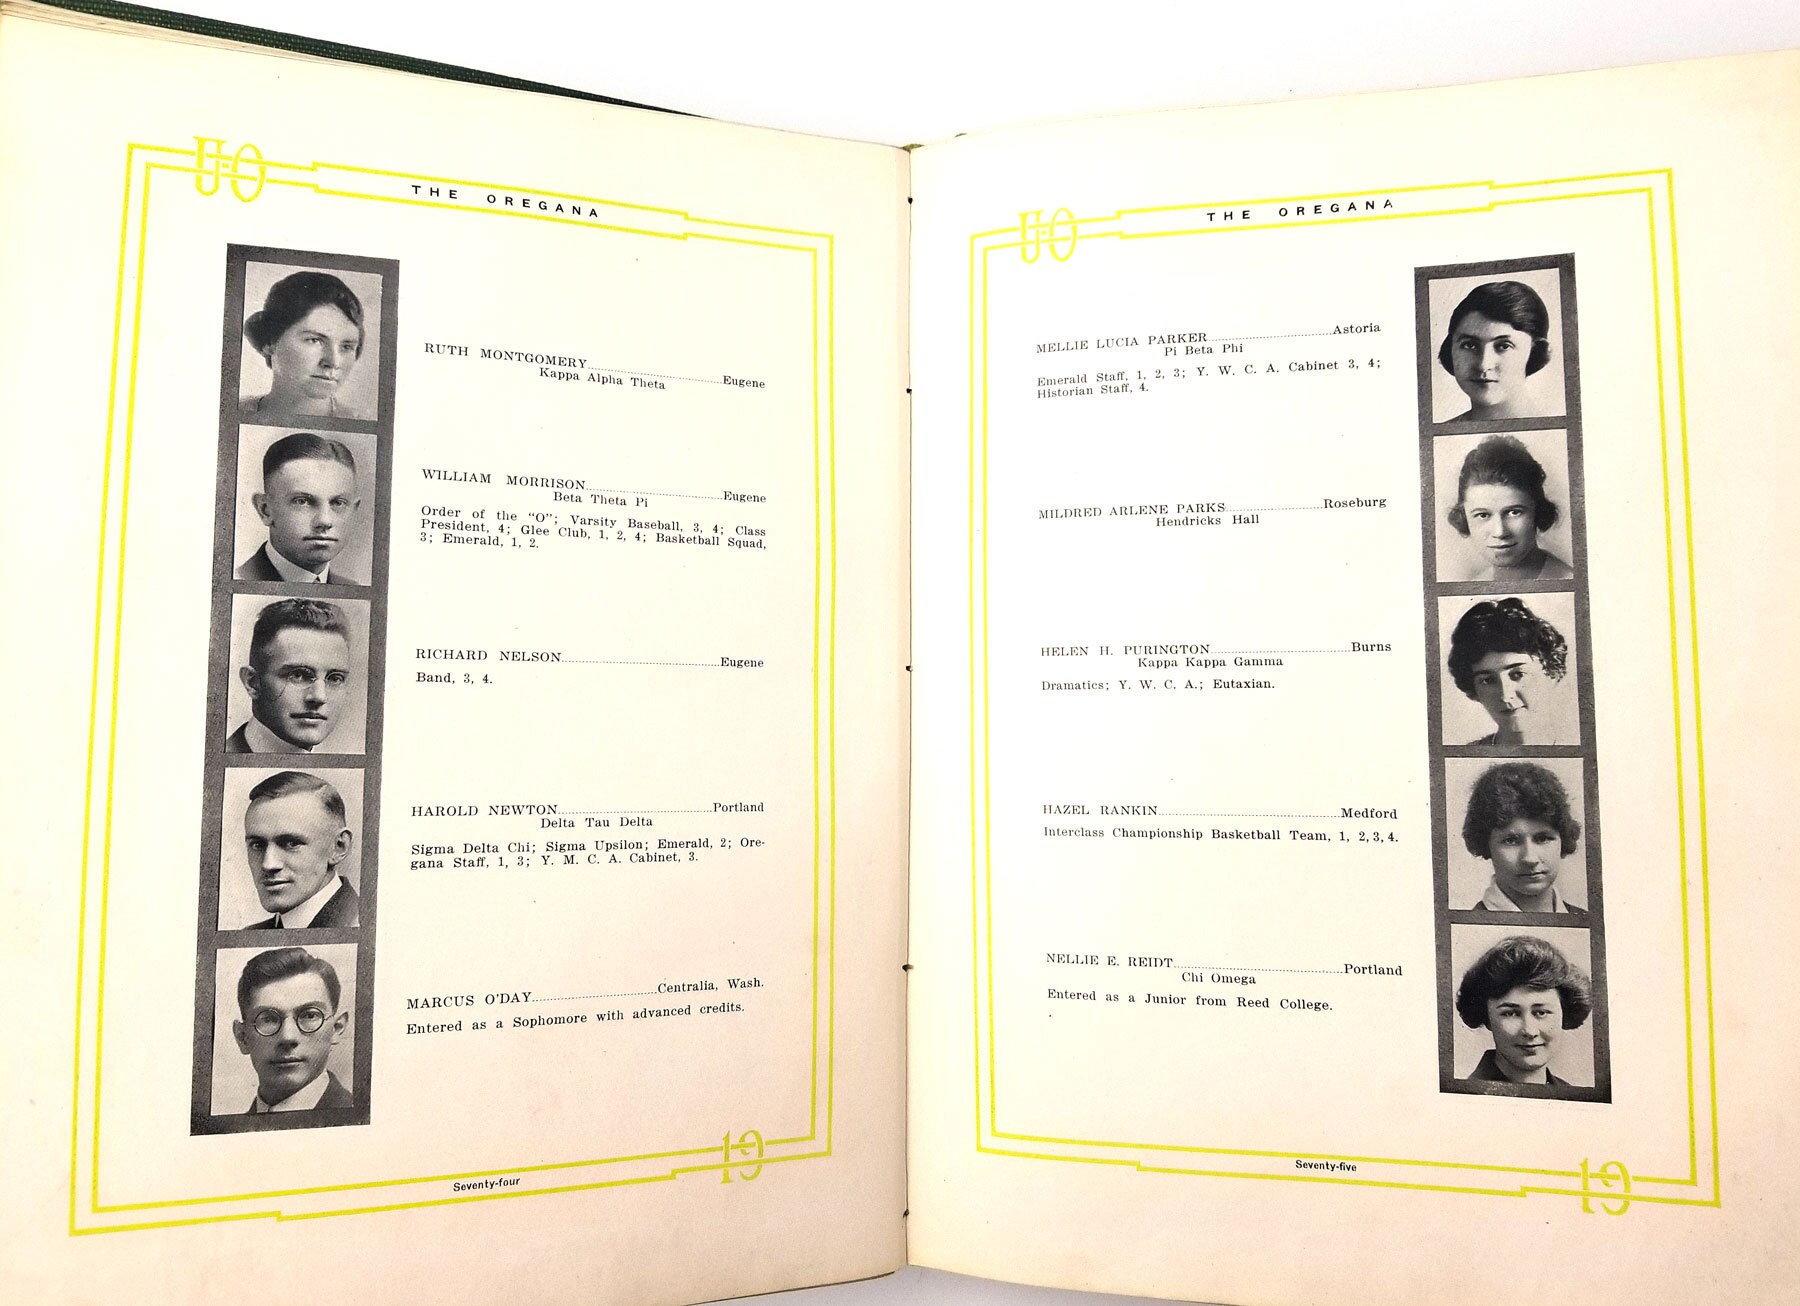 U·O
THE OREGANA
RUTH MONTGOMERY Eugene
Kappa Alpha Theta
WILLIAM MORRISON Eugene
Beta Theta Pi
Order of the "O"; Varsity Baseball, 3, 4; Class
President, 4; Glee Club, 1, 2, 4; Basketball Squad,
3; Emerald, 1, 2.
RICHARD NELSON Eugene
Band, 3, 4.
HAROLD NEWTON Portland
Delta Tau Delta
Sigma Delta Chi; Sigma Upsilon; Emerald, 2; Ore-
gana Staff, 1, 3; Y. M. C. A. Cabinet, 3.
MARCUS O'DAY Centralia, Wash.
Entered as a Sophomore with advanced credits.
Seventy-four
19
U·O
THE OREGANA
MELLIE LUCIA PARKER Astoria
Pi Beta Phi
Emerald Staff, 1, 2, 3; Y. W. C. A. Cabinet 3, 4;
Historian Staff, 4.
MILDRED ARLENE PARKS Roseburg
Hendricks Hall
HELEN H. PURINGTON Burns
Kappa Kappa Gamma
Dramatics; Y. W. C. A.; Eutaxian.
HAZEL RANKIN Medford
Interclass Championship Basketball Team, 1, 2, 3, 4.
NELLIE E. REIDT Portland
Chi Omega
Entered as a Junior from Reed College.
Seventy-five
19